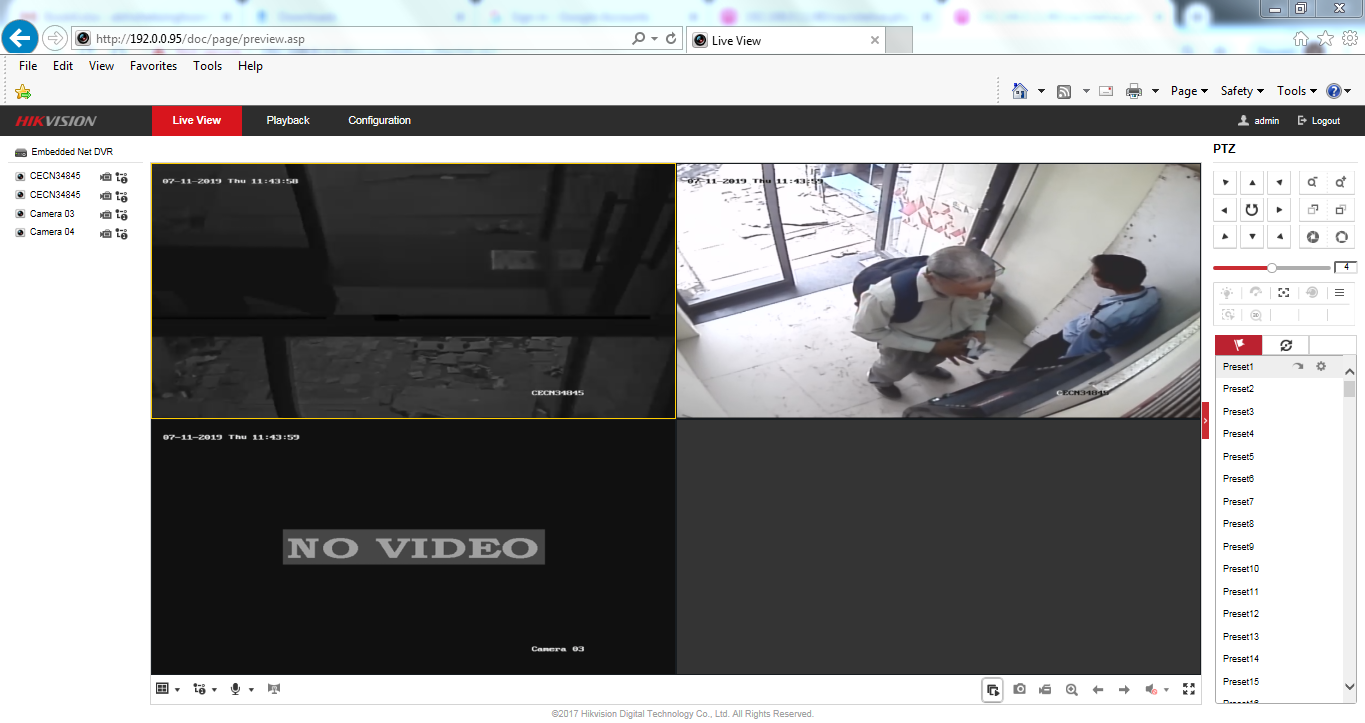 http://192.0.0.95/doc/page/preview.asp
Live View
File Edit View Favorites Tools Help
Page Safety Tools
HIKVISION
Live View Playback Configuration
admin Logout
Embedded Net DVR
CECN34845
CECN34845
Camera 03
Camera 04
07-11-2019 Thu 11:43:58
CECN34845
07-11-2019 Thu 11:43:59
CECN34845
07-11-2019 Thu 11:43:59
NO VIDEO
Camera 03
PTZ
4
3D
Preset1
Preset2
Preset3
Preset4
Preset5
Preset6
Preset7
Preset8
Preset9
Preset10
Preset11
Preset12
Preset13
Preset14
Preset15
©2017 Hikvision Digital Technology Co., Ltd. All Rights Reserved.